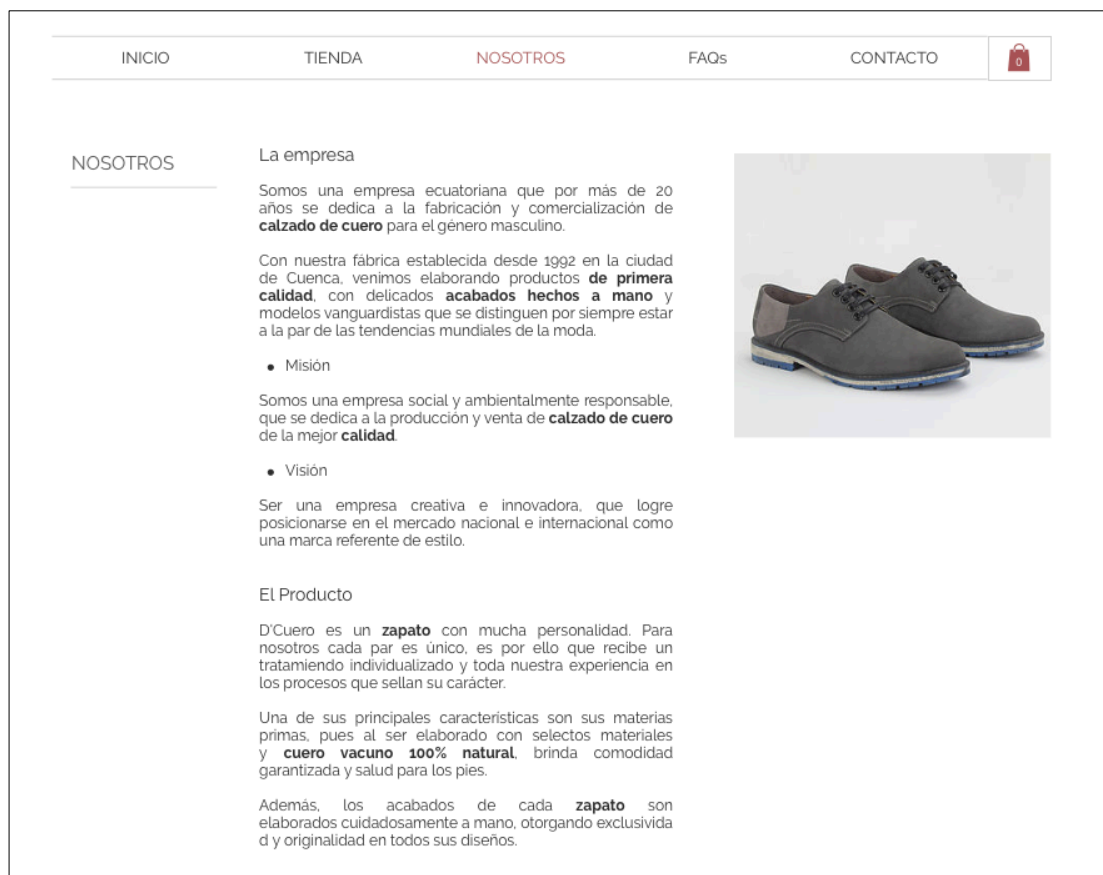 INICIO TIENDA NOSOTROS FAQs CONTACTO 0
NOSOTROS
La empresa
Somos una empresa ecuatoriana que por más de 20
años se dedica a la fabricación y comercialización de
calzado de cuero para el género masculino.
Con nuestra fábrica establecida desde 1992 en la ciudad
de Cuenca, venimos elaborando productos de primera
calidad, con delicados acabados hechos a mano y
modelos vanguardistas que se distinguen por siempre estar
a la par de las tendencias mundiales de la moda.
• Misión
Somos una empresa social y ambientalmente responsable,
que se dedica a la producción y venta de calzado de cuero
de la mejor calidad.
• Visión
Ser una empresa creativa e innovadora, que logre
posicionarse en el mercado nacional e internacional como
una marca referente de estilo.
El Producto
D'Cuero es un zapato con mucha personalidad. Para
nosotros cada par es único, es por ello que recibe un
tratamiendo individualizado y toda nuestra experiencia en
los procesos que sellan su carácter.
Una de sus principales características son sus materias
primas, pues al ser elaborado con selectos materiales
y cuero vacuno 100% natural, brinda comodidad
garantizada y salud para los pies.
Además, los acabados de cada zapato son
elaborados cuidadosamente a mano, otorgando exclusivida
d y originalidad en todos sus diseños.